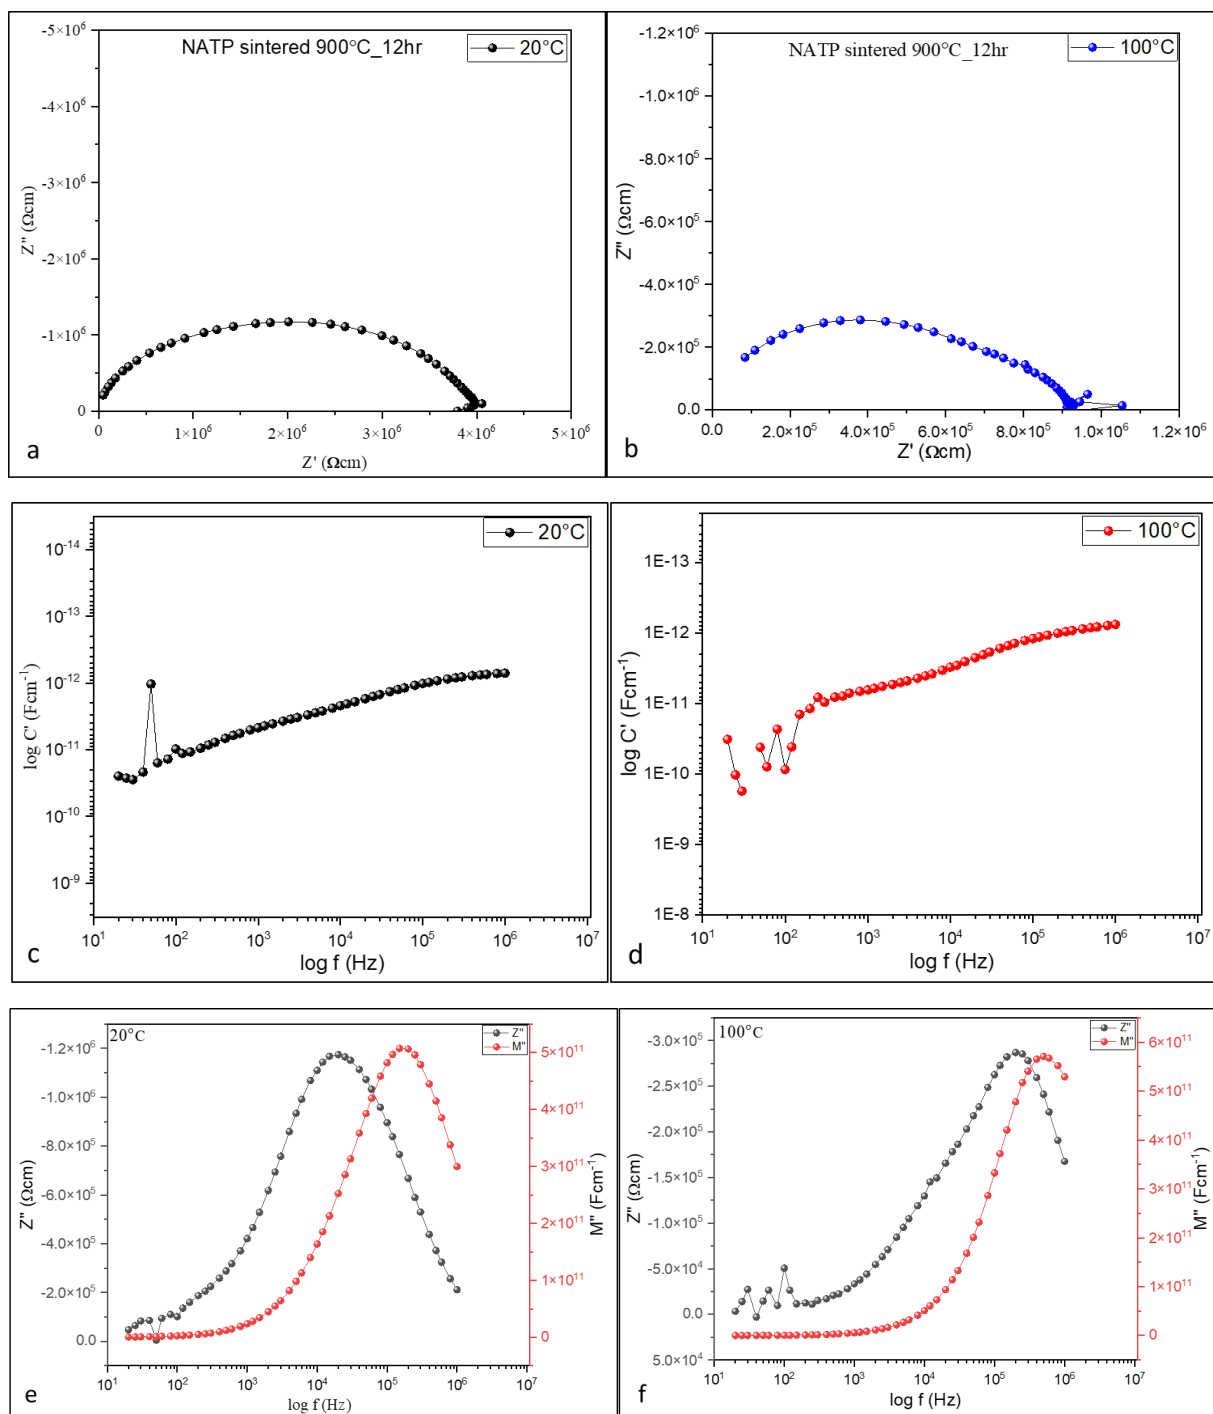 NATP sintered 900°C_12hr
20°C
-5×10⁶
-4×10⁶
-3×10⁶
-2×10⁶
-1×10⁶
0
Z" (Ωcm)
0 1×10⁶ 2×10⁶ 3×10⁶ 4×10⁶ 5×10⁶
Z' (Ωcm)
a
NATP sintered 900°C_12hr
100°C
-1.2×10⁶
-1.0×10⁶
-8.0×10⁵
-6.0×10⁵
-4.0×10⁵
-2.0×10⁵
0.0
Z" (Ωcm)
0.0 2.0×10⁵ 4.0×10⁵ 6.0×10⁵ 8.0×10⁵ 1.0×10⁶ 1.2×10⁶
Z' (Ωcm)
b
20°C
10⁻¹⁴
10⁻¹³
10⁻¹²
10⁻¹¹
10⁻¹⁰
10⁻⁹
log C' (Fcm⁻¹)
10¹ 10² 10³ 10⁴ 10⁵ 10⁶ 10⁷
log f (Hz)
c
100°C
1E-13
1E-12
1E-11
1E-10
1E-9
1E-8
log C' (Fcm⁻¹)
10¹ 10² 10³ 10⁴ 10⁵ 10⁶ 10⁷
log f (Hz)
d
20°C
Z"
M"
-1.2×10⁶
-1.0×10⁶
-8.0×10⁵
-6.0×10⁵
-4.0×10⁵
-2.0×10⁵
0.0
Z" (Ωcm)
5×10¹¹
4×10¹¹
3×10¹¹
2×10¹¹
1×10¹¹
0
M" (Fcm⁻¹)
10¹ 10² 10³ 10⁴ 10⁵ 10⁶ 10⁷
log f (Hz)
e
100°C
Z"
M"
-3.0×10⁵
-2.5×10⁵
-2.0×10⁵
-1.5×10⁵
-1.0×10⁵
-5.0×10⁴
0.0
5.0×10⁴
Z" (Ωcm)
6×10¹¹
5×10¹¹
4×10¹¹
3×10¹¹
2×10¹¹
1×10¹¹
0
M" (Fcm⁻¹)
10¹ 10² 10³ 10⁴ 10⁵ 10⁶ 10⁷
log f (Hz)
f